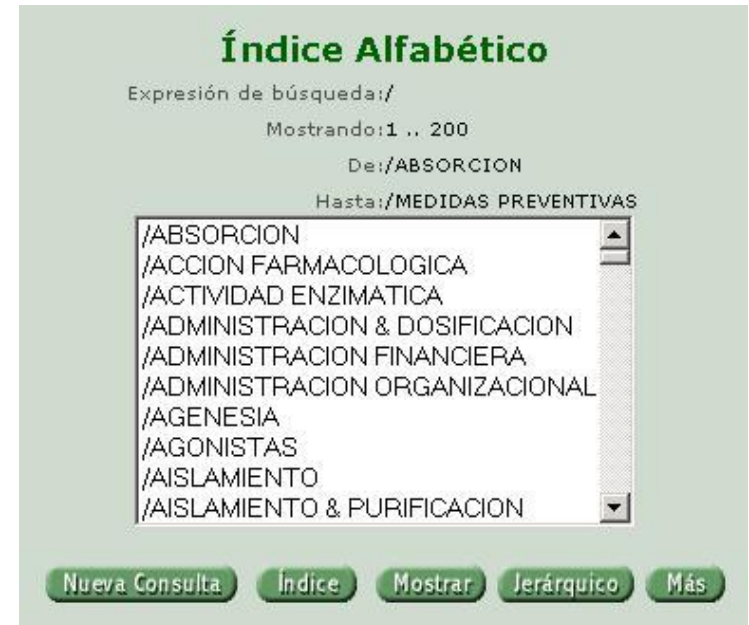 Índice Alfabético
Expresión de búsqueda:/
Mostrando:1 .. 200
De:/ABSORCION
Hasta:/MEDIDAS PREVENTIVAS
/ABSORCION
/ACCION FARMACOLOGICA
/ACTIVIDAD ENZIMATICA
/ADMINISTRACION & DOSIFICACION
/ADMINISTRACION FINANCIERA
/ADMINISTRACION ORGANIZACIONAL
/AGENESIA
/AGONISTAS
/AISLAMIENTO
/AISLAMIENTO & PURIFICACION
Nueva Consulta Índice Mostrar Jerárquico Más